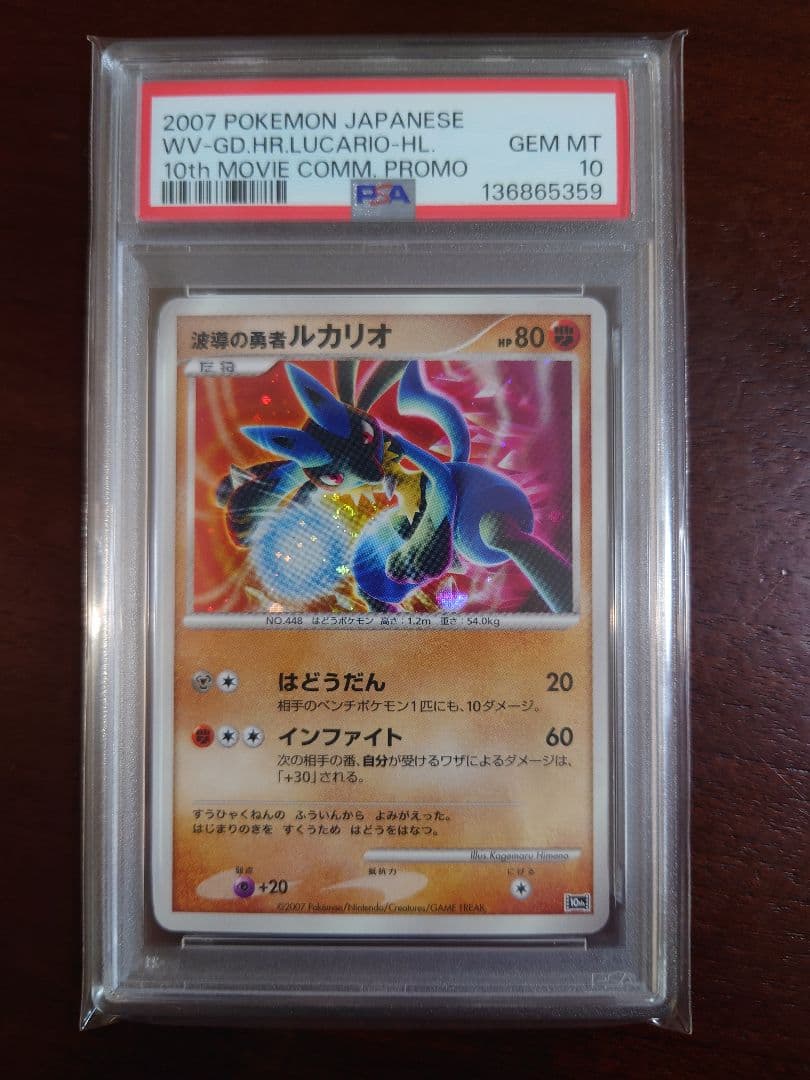 2007 POKEMON JAPANESE
WV-GD.HR.LUCARIO-HL. GEM MT
10th MOVIE COMM. PROMO 10
PSA 136865359
波導の勇者ルカリオ HP 80
たね
NO.448 はどうポケモン 高さ:1.2m 重さ:54.0kg
はどうだん 20
相手のベンチポケモン1匹にも、10ダメージ。
インファイト 60
次の相手の番、自分が受けるワザによるダメージは、
「+30」される。
すうひゃくねんの ふういんから よみがえった。
はじまりのきを すくうため はどうをはなつ。
illus. Kagemaru Himeno
弱点 抵抗力 にげる
+20
©2007 Pokémon/Nintendo/Creatures/GAME FREAK.
10th
PSA